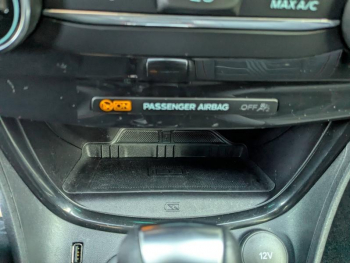 MAX A/C
PASSENGER AIRBAG OFF
12V